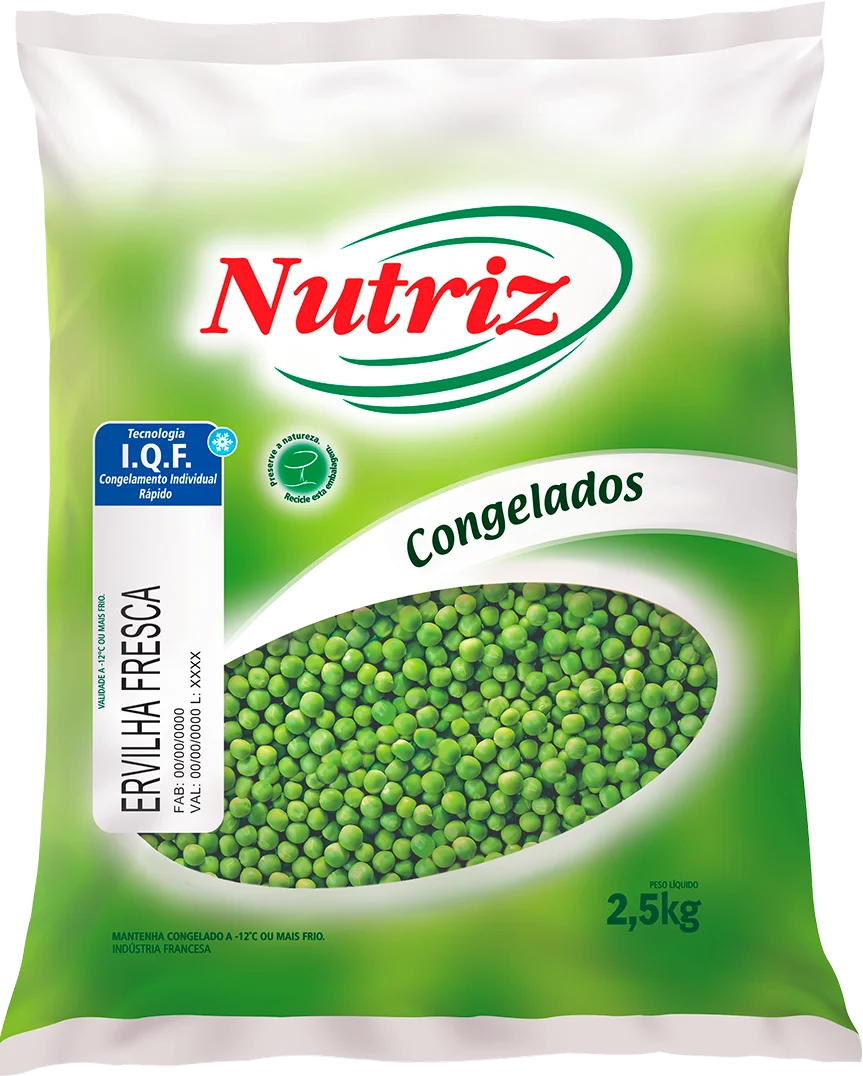 Nutriz
Tecnologia
I.Q.F.
Congelamento Individual
Rápido
Preserve a natureza.
Recicle esta embalagem.
Congelados
VALIDADE A -12°C OU MAIS FRIO.
ERVILHA FRESCA
FAB: 00/00/0000
VAL: 00/00/0000 L: XXXX
PESO LÍQUIDO
2,5kg
MANTENHA CONGELADO A -12°C OU MAIS FRIO.
INDÚSTRIA FRANCESA